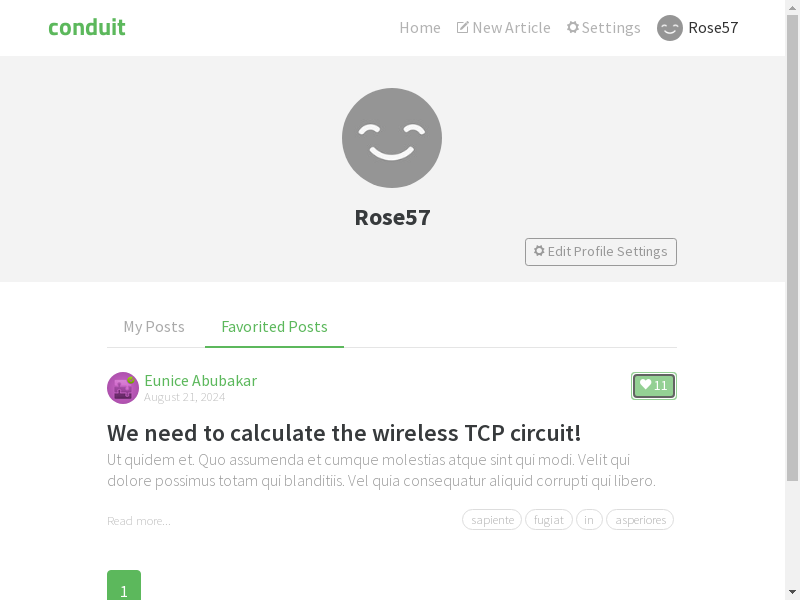 conduit
Home New Article Settings Rose57
Rose57
Edit Profile Settings
My Posts Favorited Posts
Eunice Abubakar
August 21, 2024
11
We need to calculate the wireless TCP circuit!
Ut quidem et. Quo assumenda et cumque molestias atque sint qui modi. Velit qui
dolore possimus totam qui blanditiis. Vel quia consequatur aliquid corrupti qui libero.
Read more...
sapiente fugiat in asperiores
1